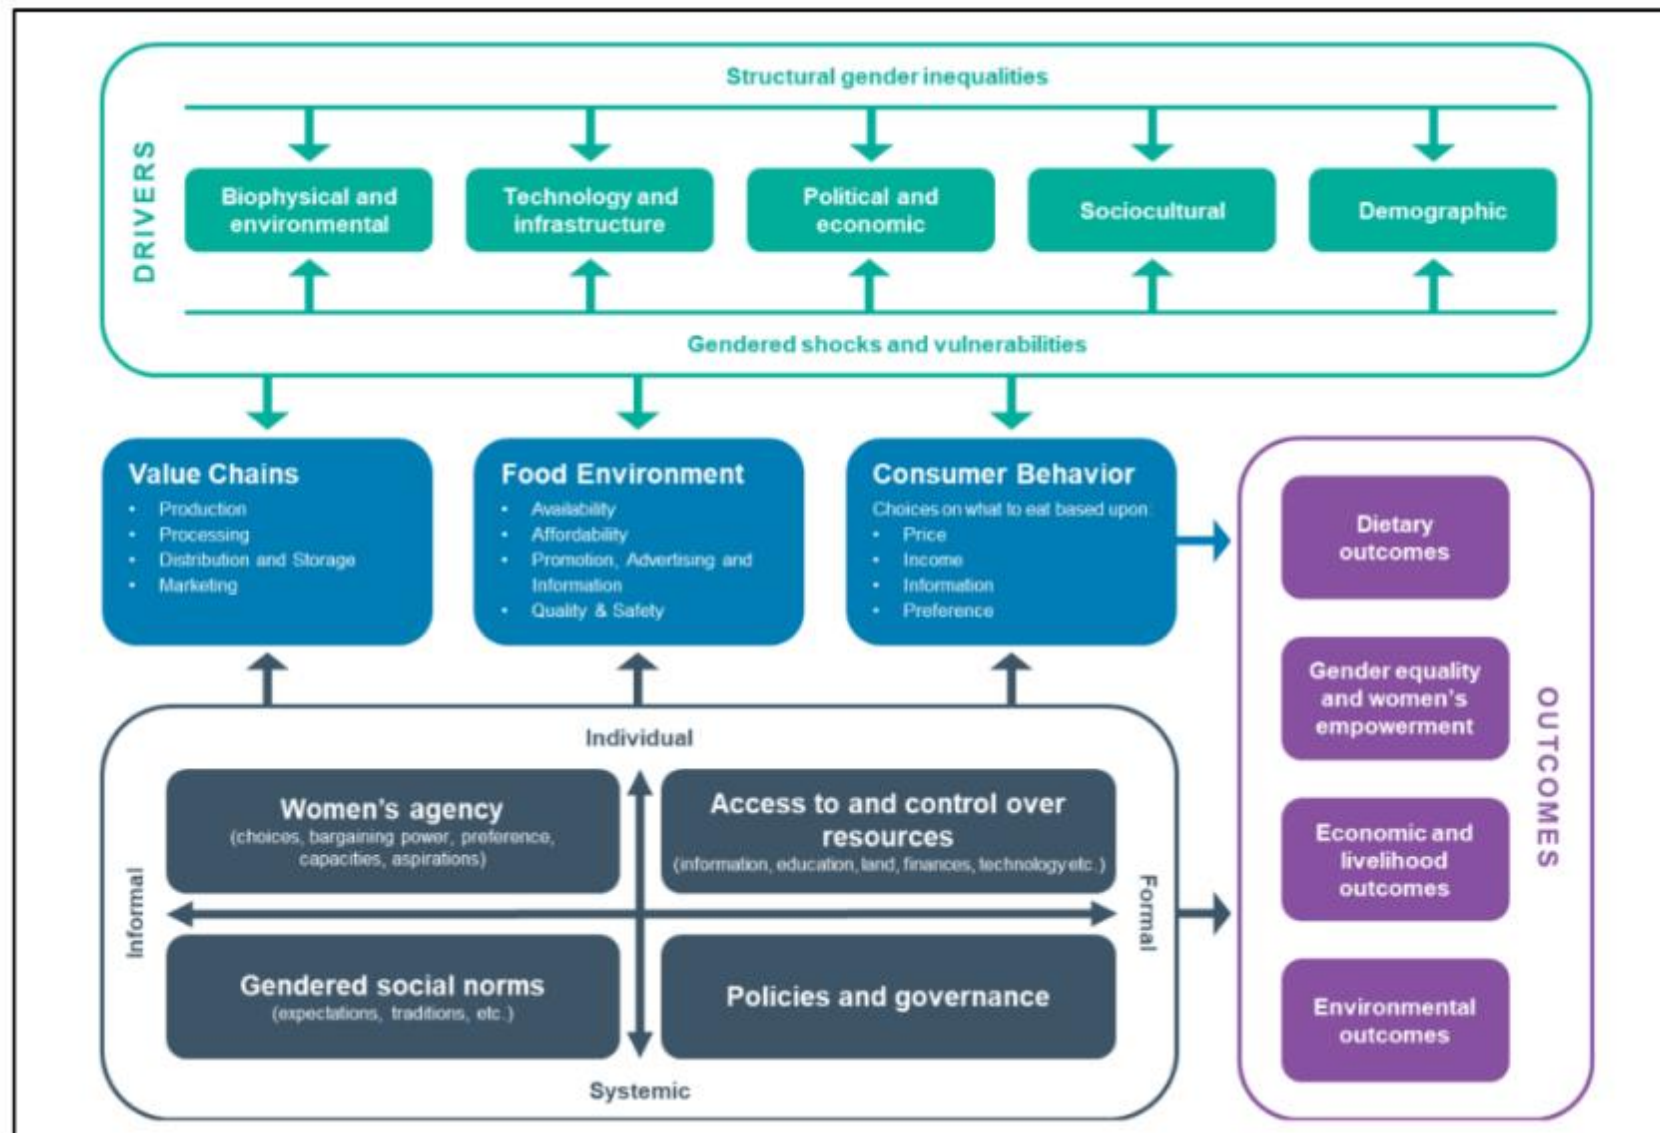 Structural gender inequalities
DRIVERS
Biophysical and
environmental
Technology and
infrastructure
Political and
economic
Sociocultural
Demographic
Gendered shocks and vulnerabilities
Value Chains
• Production
• Processing
• Distribution and Storage
• Marketing
Food Environment
• Availability
• Affordability
• Promotion, Advertising and
Information
• Quality & Safety
Consumer Behavior
Choices on what to eat based upon:
• Price
• Income
• Information
• Preference
Individual
Informal
Women's agency
(choices, bargaining power, preference,
capacities, aspirations)
Access to and control over
resources
(information, education, land, finances, technology etc.)
Formal
Gendered social norms
(expectations, traditions, etc.)
Policies and governance
Systemic
Dietary
outcomes
Gender equality
and women's
empowerment
Economic and
livelihood
outcomes
Environmental
outcomes
OUTCOMES